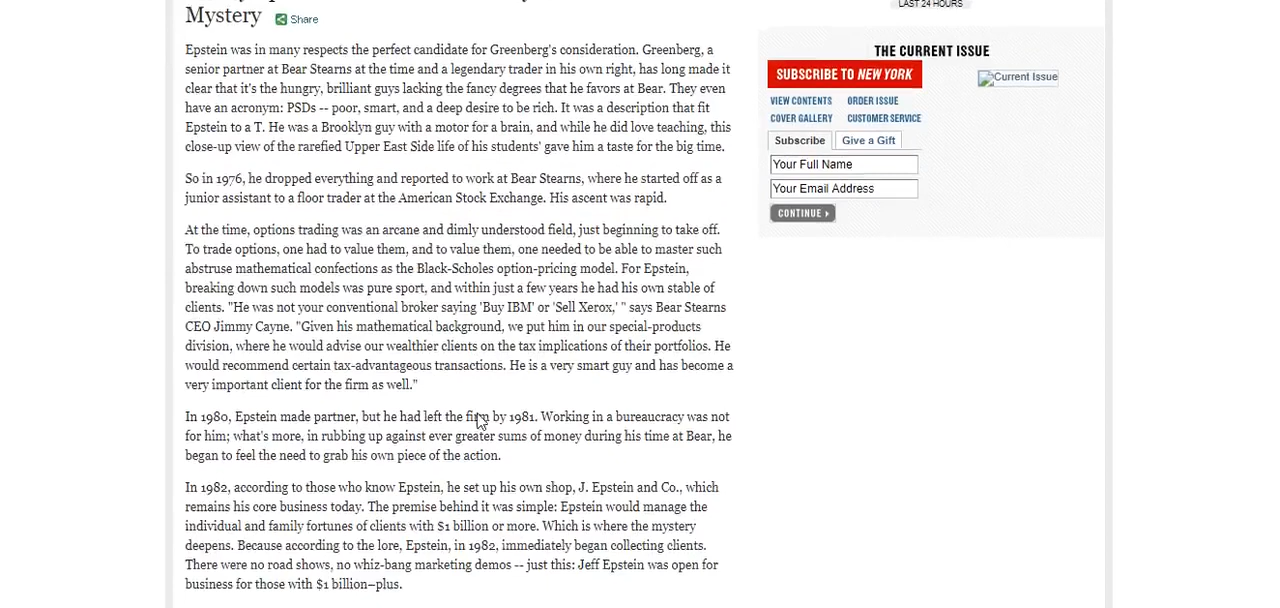 LAST 24 HOURS
Mystery
Share
Epstein was in many respects the perfect candidate for Greenberg's consideration. Greenberg, a
senior partner at Bear Stearns at the time and a legendary trader in his own right, has long made it
clear that it's the hungry, brilliant guys lacking the fancy degrees that he favors at Bear. They even
have an acronym: PSDs -- poor, smart, and a deep desire to be rich. It was a description that fit
Epstein to a T. He was a Brooklyn guy with a motor for a brain, and while he did love teaching, this
close-up view of the rarefied Upper East Side life of his students' gave him a taste for the big time.
So in 1976, he dropped everything and reported to work at Bear Stearns, where he started off as a
junior assistant to a floor trader at the American Stock Exchange. His ascent was rapid.
At the time, options trading was an arcane and dimly understood field, just beginning to take off.
To trade options, one had to value them, and to value them, one needed to be able to master such
abstruse mathematical confections as the Black-Scholes option-pricing model. For Epstein,
breaking down such models was pure sport, and within just a few years he had his own stable of
clients. "He was not your conventional broker saying 'Buy IBM' or 'Sell Xerox,' " says Bear Stearns
CEO Jimmy Cayne. "Given his mathematical background, we put him in our special-products
division, where he would advise our wealthier clients on the tax implications of their portfolios. He
would recommend certain tax-advantageous transactions. He is a very smart guy and has become a
very important client for the firm as well."
In 1980, Epstein made partner, but he had left the firm by 1981. Working in a bureaucracy was not
for him; what's more, in rubbing up against ever greater sums of money during his time at Bear, he
began to feel the need to grab his own piece of the action.
In 1982, according to those who know Epstein, he set up his own shop, J. Epstein and Co., which
remains his core business today. The premise behind it was simple: Epstein would manage the
individual and family fortunes of clients with $1 billion or more. Which is where the mystery
deepens. Because according to the lore, Epstein, in 1982, immediately began collecting clients.
There were no road shows, no whiz-bang marketing demos -- just this: Jeff Epstein was open for
business for those with $1 billion–plus.
THE CURRENT ISSUE
SUBSCRIBE TO NEW YORK
Current Issue
VIEW CONTENTS ORDER ISSUE
COVER GALLERY CUSTOMER SERVICE
Subscribe Give a Gift
Your Full Name
Your Email Address
CONTINUE